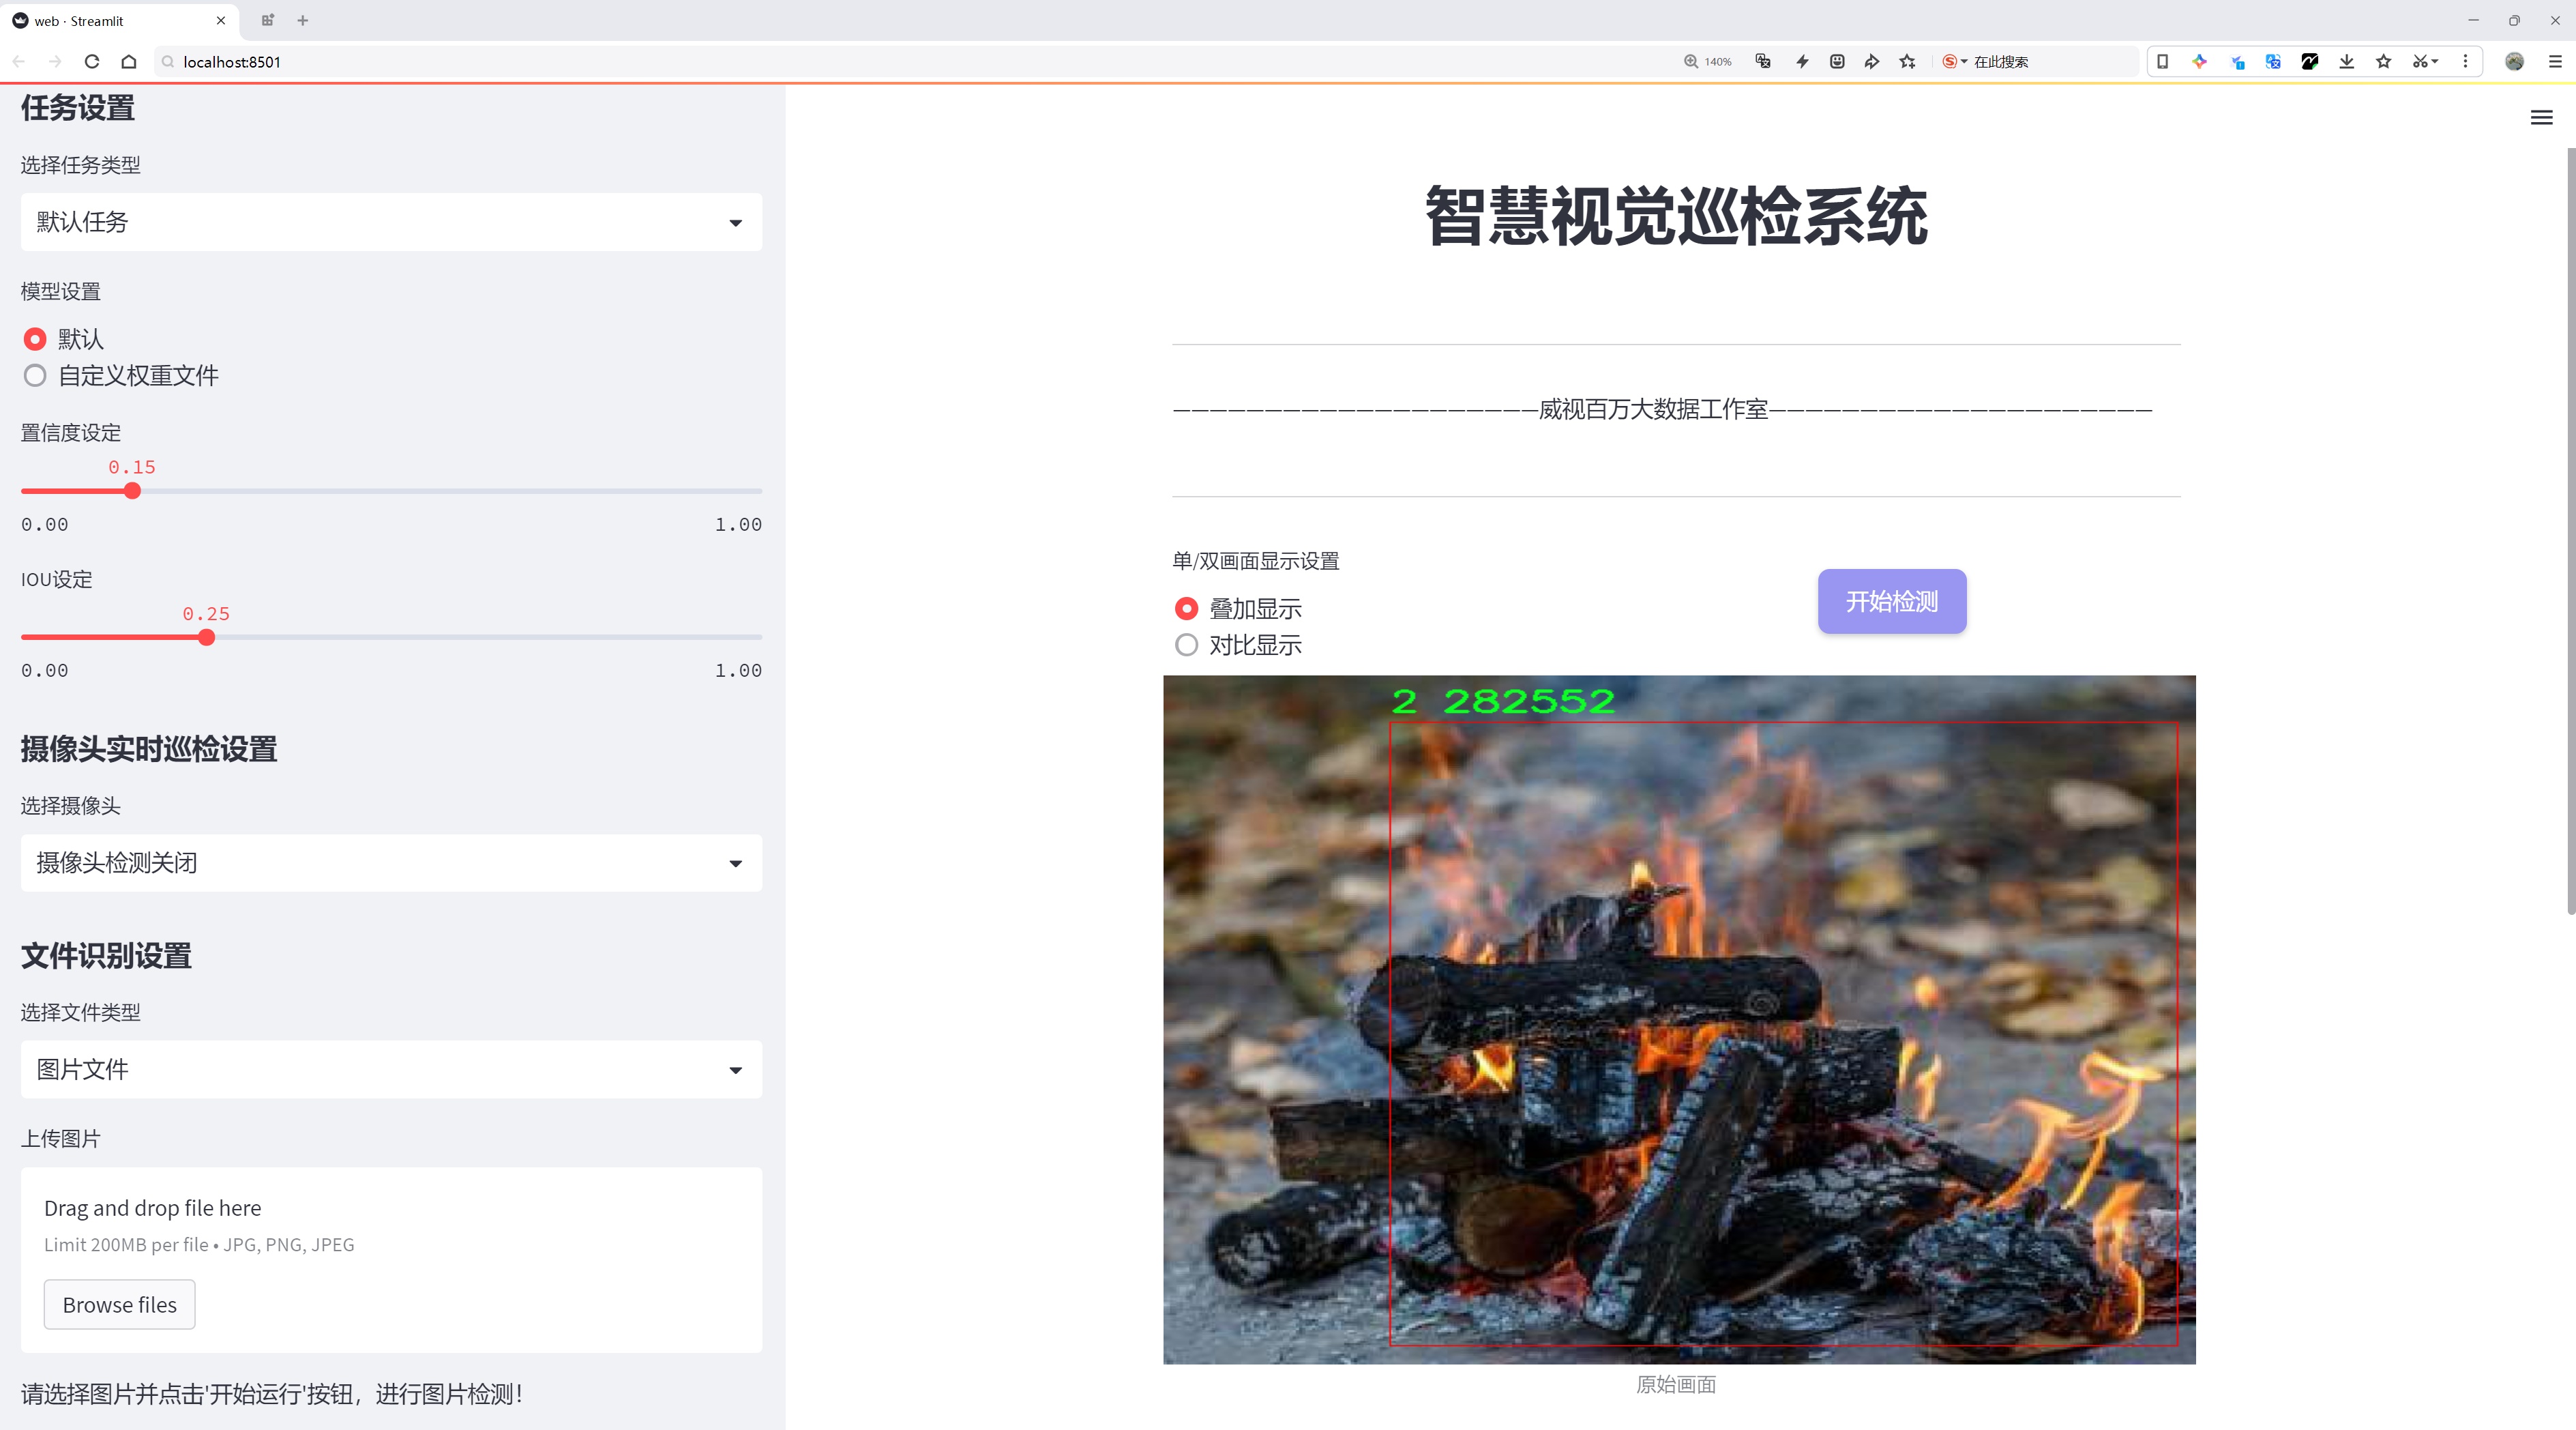 web · Streamlit
localhost:8501
140%
在此搜索
任务设置
选择任务类型
默认任务
模型设置
默认
自定义权重文件
置信度设定
0.15
0.00
1.00
IOU设定
0.25
0.00
1.00
摄像头实时巡检设置
选择摄像头
摄像头检测关闭
文件识别设置
选择文件类型
图片文件
上传图片
Drag and drop file here
Limit 200MB per file • JPG, PNG, JPEG
Browse files
请选择图片并点击'开始运行'按钮，进行图片检测！
智慧视觉巡检系统
————————————————————威视百万大数据工作室—————————————————————
单/双画面显示设置
叠加显示
对比显示
开始检测
2 282552
原始画面